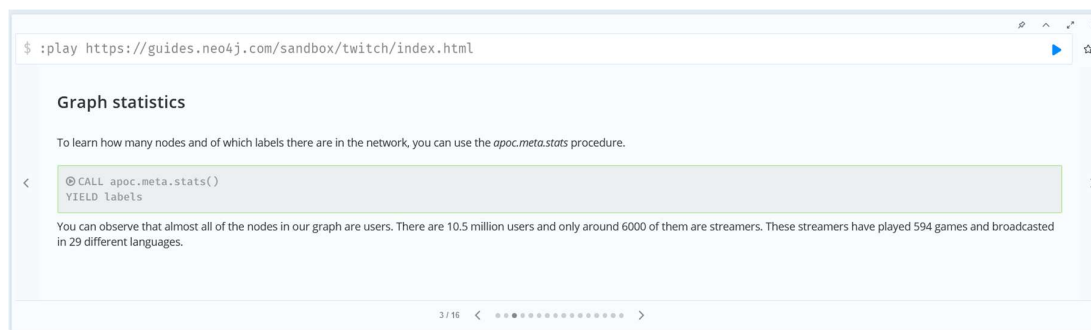 $ :play https://guides.neo4j.com/sandbox/twitch/index.html
Graph statistics
To learn how many nodes and of which labels there are in the network, you can use the apoc.meta.stats procedure.
CALL apoc.meta.stats()
YIELD labels
You can observe that almost all of the nodes in our graph are users. There are 10.5 million users and only around 6000 of them are streamers. These streamers have played 594 games and broadcasted
in 29 different languages.
3 / 16